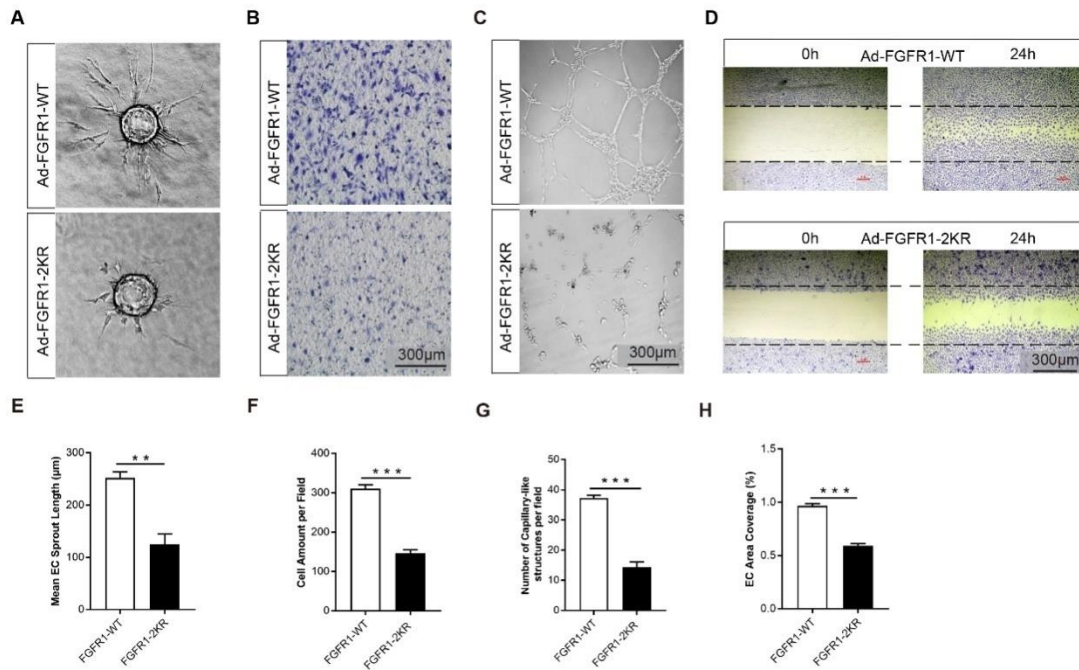 A
B
C
D
Ad-FGFR1-WT
Ad-FGFR1-2KR
Ad-FGFR1-WT
Ad-FGFR1-2KR
300μm
Ad-FGFR1-WT
Ad-FGFR1-2KR
300μm
0h Ad-FGFR1-WT 24h
0h Ad-FGFR1-2KR 24h
300μm
E
F
G
H
Mean EC Sprout Length (μm)
300
200
100
0
**
FGFR1-WT
FGFR1-2KR
Cell Amount per Field
400
300
200
100
0
***
FGFR1-WT
FGFR1-2KR
Number of Capillary-like
structures per field
50
40
30
20
10
0
***
FGFR1-WT
FGFR1-2KR
EC Area Coverage (%)
1.5
1.0
0.5
0.0
***
FGFR1-WT
FGFR1-2KR